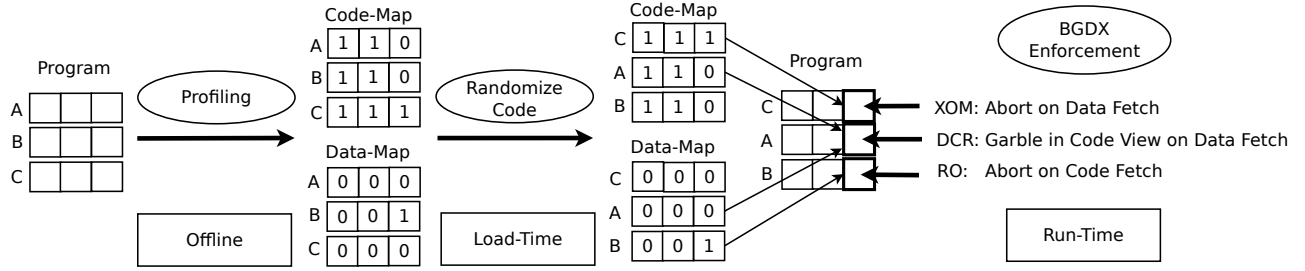 Program
A
B
C
Profiling
Offline
Code-Map
A 1 1 0
B 1 1 0
C 1 1 1
Data-Map
A 0 0 0
B 0 0 1
C 0 0 0
Randomize
Code
Load-Time
Code-Map
C 1 1 1
A 1 1 0
B 1 1 0
Data-Map
C 0 0 0
A 0 0 0
B 0 0 1
Program
C
A
B
BGDX
Enforcement
XOM: Abort on Data Fetch
DCR: Garble in Code View on Data Fetch
RO: Abort on Code Fetch
Run-Time